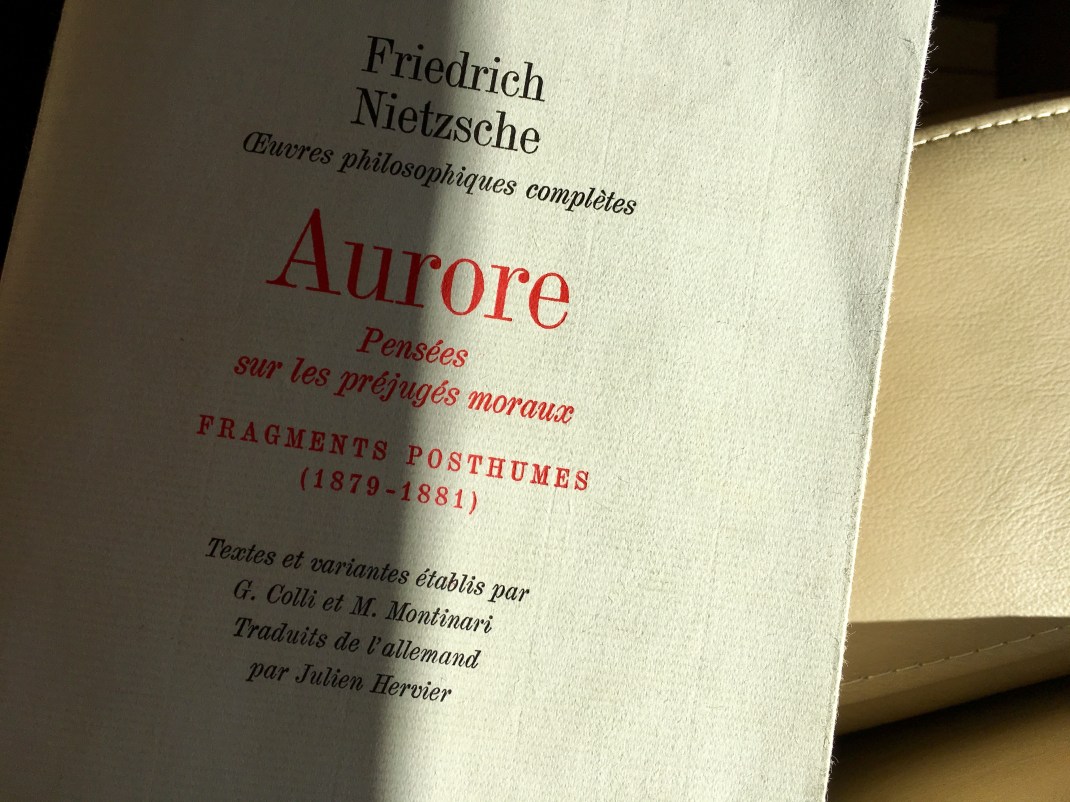 Friedrich
Nietzsche
Œuvres philosophiques complètes
Aurore
Pensées
sur les préjugés moraux
FRAGMENTS POSTHUMES
(1879-1881)
Textes et variantes établis par
G. Colli et M. Montinari
Traduits de l'allemand
par Julien Hervier